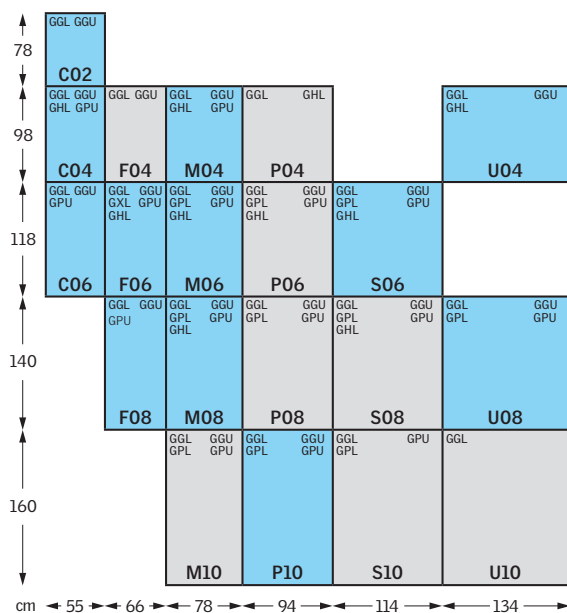 GGL GGU
78
C02
GGL GGU
GHL GPU
GGL GGU
GGL GGU
GHL GPU
GGL GHL
GGL GGU
GHL
98
C04 F04 M04 P04 U04
GGL GGU
GPU
GGL GGU
GXL GPU
GHL
GGL GGU
GPL GPU
GHL
GGL GGU
GPL GPU
GHL
GGL GGU
GPL GPU
GHL
118
C06 F06 M06 P06 S06
GGL GGU
GPU
GGL GGU
GPL GPU
GHL
GGL GGU
GPL GPU
GGL GGU
GPL GPU
GHL
GGL GGU
GPL GPU
140
F08 M08 P08 S08 U08
GGL GGU
GPL GPU
GGL GGU
GPL GPU
GGL GPU
GPL
GGL
160
M10 P10 S10 U10
cm 55 66 78 94 114 134